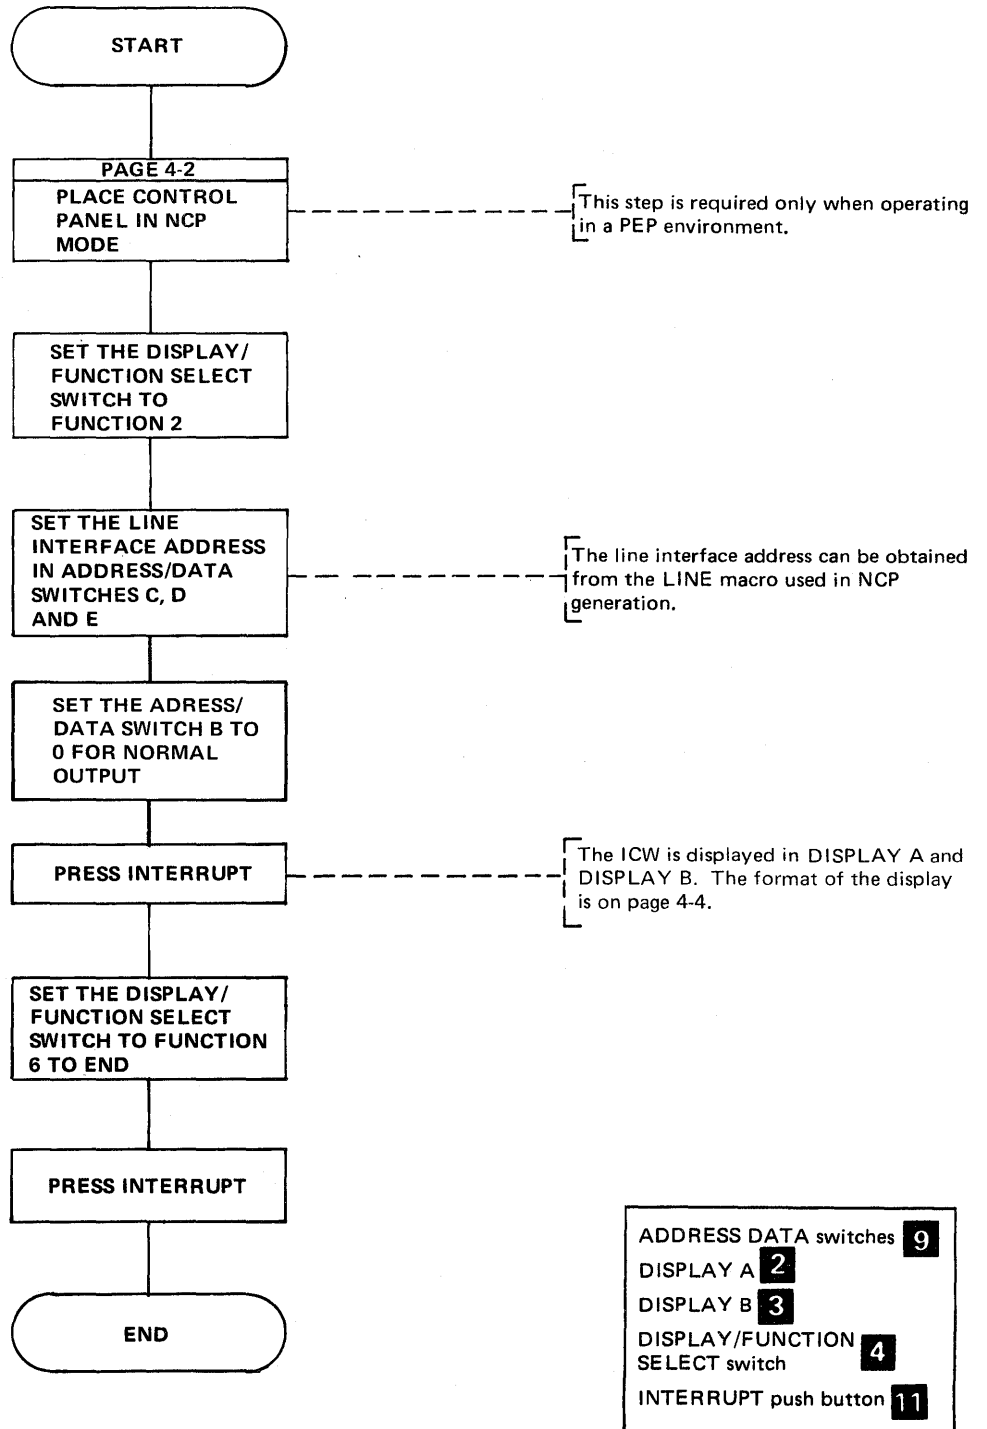 START
PAGE 4-2
PLACE CONTROL
PANEL IN NCP
MODE
This step is required only when operating
in a PEP environment.
SET THE DISPLAY/
FUNCTION SELECT
SWITCH TO
FUNCTION 2
SET THE LINE
INTERFACE ADDRESS
IN ADDRESS/DATA
SWITCHES C, D
AND E
The line interface address can be obtained
from the LINE macro used in NCP
generation.
SET THE ADRESS/
DATA SWITCH B TO
0 FOR NORMAL
OUTPUT
PRESS INTERRUPT
The ICW is displayed in DISPLAY A and
DISPLAY B. The format of the display
is on page 4-4.
SET THE DISPLAY/
FUNCTION SELECT
SWITCH TO FUNCTION
6 TO END
PRESS INTERRUPT
END
ADDRESS DATA switches 9
DISPLAY A 2
DISPLAY B 3
DISPLAY/FUNCTION
SELECT switch 4
INTERRUPT push button 11